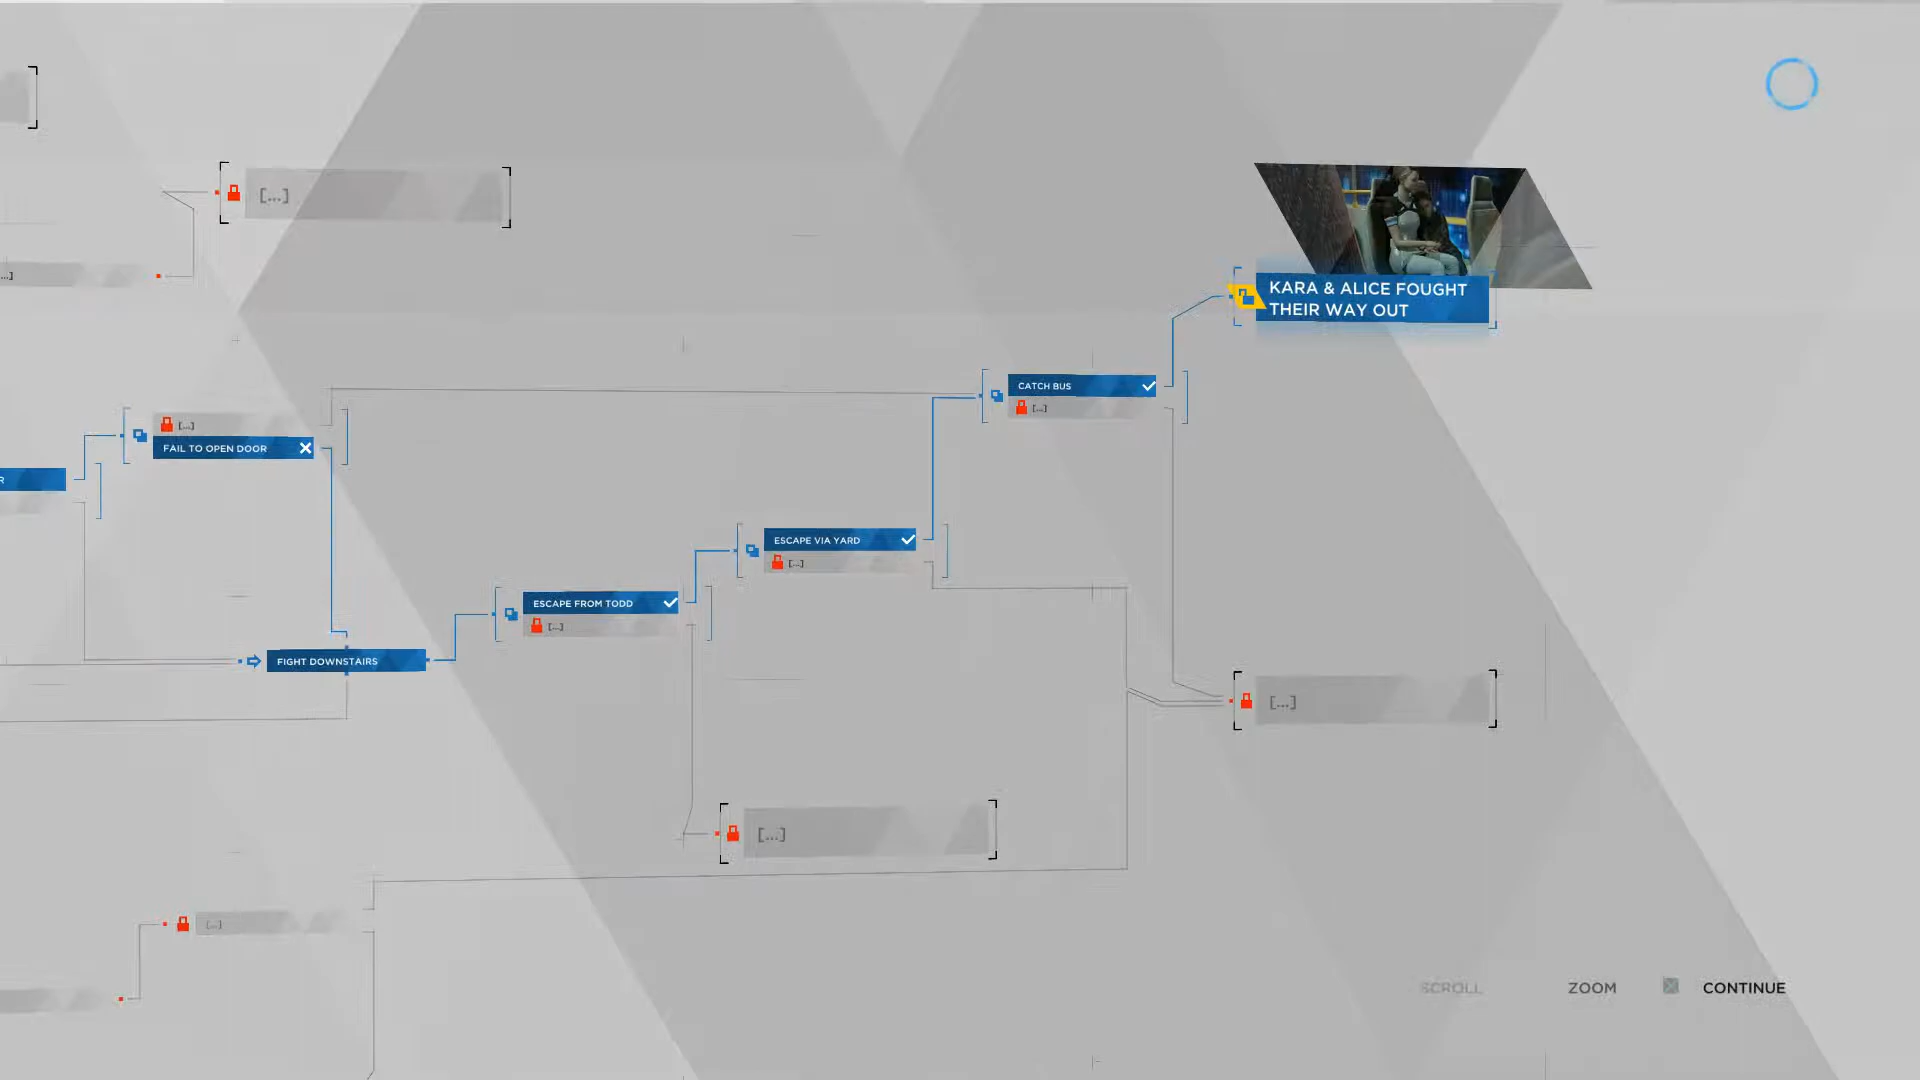 [...]
...]
KARA & ALICE FOUGHT
THEIR WAY OUT
CATCH BUS
[...]
[...]
FAIL TO OPEN DOOR
R
ESCAPE VIA YARD
[...]
ESCAPE FROM TODD
[...]
FIGHT DOWNSTAIRS
[...]
[...]
[...]
SCROLL
ZOOM
CONTINUE